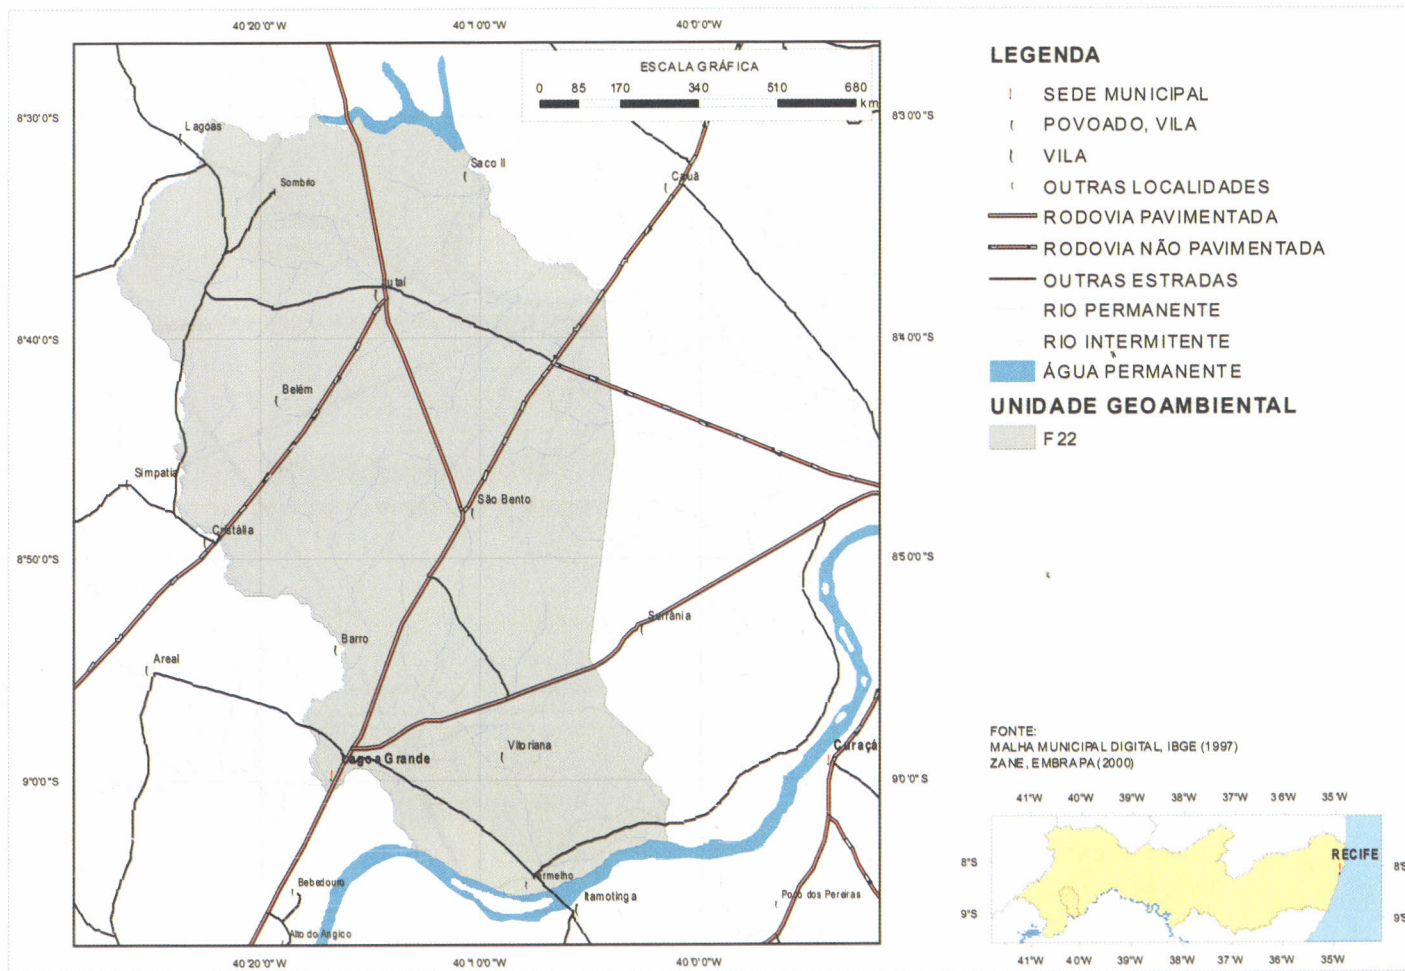 40°20'0"W 40°10'0"W 40°0'0"W
ESCALA GRÁFICA
0 85 170 340 510 680
km
8°30'0"S
8°30'0"S
Lagoas
Saco II
Cauã
Sombrio
Jutaí
8°40'0"S
8°40'0"S
Belém
Simpatia
São Bento
Cristália
8°50'0"S
8°50'0"S
Serrânia
Barro
Areal
Vitoriana
Curaçá
Lagoa Grande
9°0'0"S
9°0'0"S
Vermelho
Bebedouro
Itamotinga
Poço dos Pereiras
Alto do Angico
40°20'0"W 40°10'0"W 40°0'0"W
LEGENDA
SEDE MUNICIPAL
POVOADO, VILA
VILA
OUTRAS LOCALIDADES
RODOVIA PAVIMENTADA
RODOVIA NÃO PAVIMENTADA
OUTRAS ESTRADAS
RIO PERMANENTE
RIO INTERMITENTE
ÁGUA PERMANENTE
UNIDADE GEOAMBIENTAL
F22
FONTE:
MALHA MUNICIPAL DIGITAL, IBGE (1997)
ZANE, EMBRAPA (2000)
41°W 40°W 39°W 38°W 37°W 36°W 35°W
RECIFE
8°S
8°S
9°S
9°S
41°W 40°W 39°W 38°W 37°W 36°W 35°W